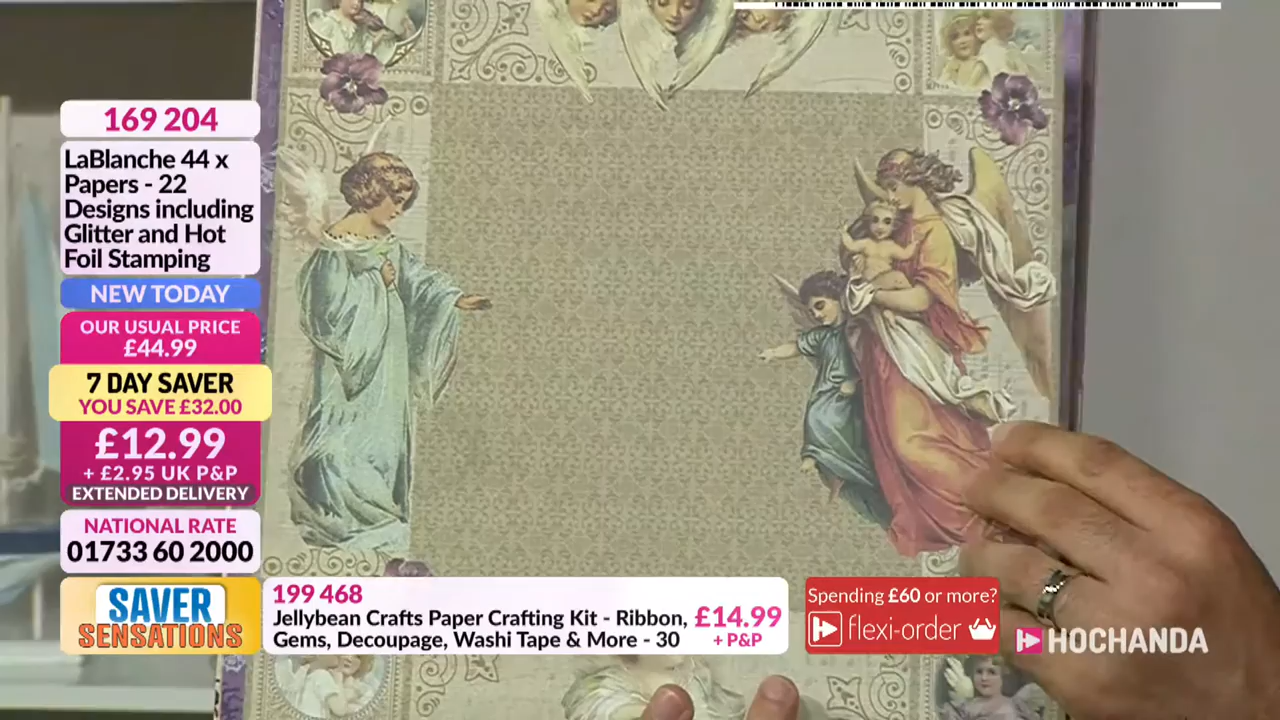 169 204
LaBlanche 44 x
Papers - 22
Designs including
Glitter and Hot
Foil Stamping
NEW TODAY
OUR USUAL PRICE
£44.99
7 DAY SAVER
YOU SAVE £32.00
£12.99
+ £2.95 UK P&P
EXTENDED DELIVERY
NATIONAL RATE
01733 60 2000
SAVER
SENSATIONS
199 468
Jellybean Crafts Paper Crafting Kit - Ribbon,
Gems, Decoupage, Washi Tape & More - 30
£14.99
+ P&P
Spending £60 or more?
flexi-order
HOCHANDA